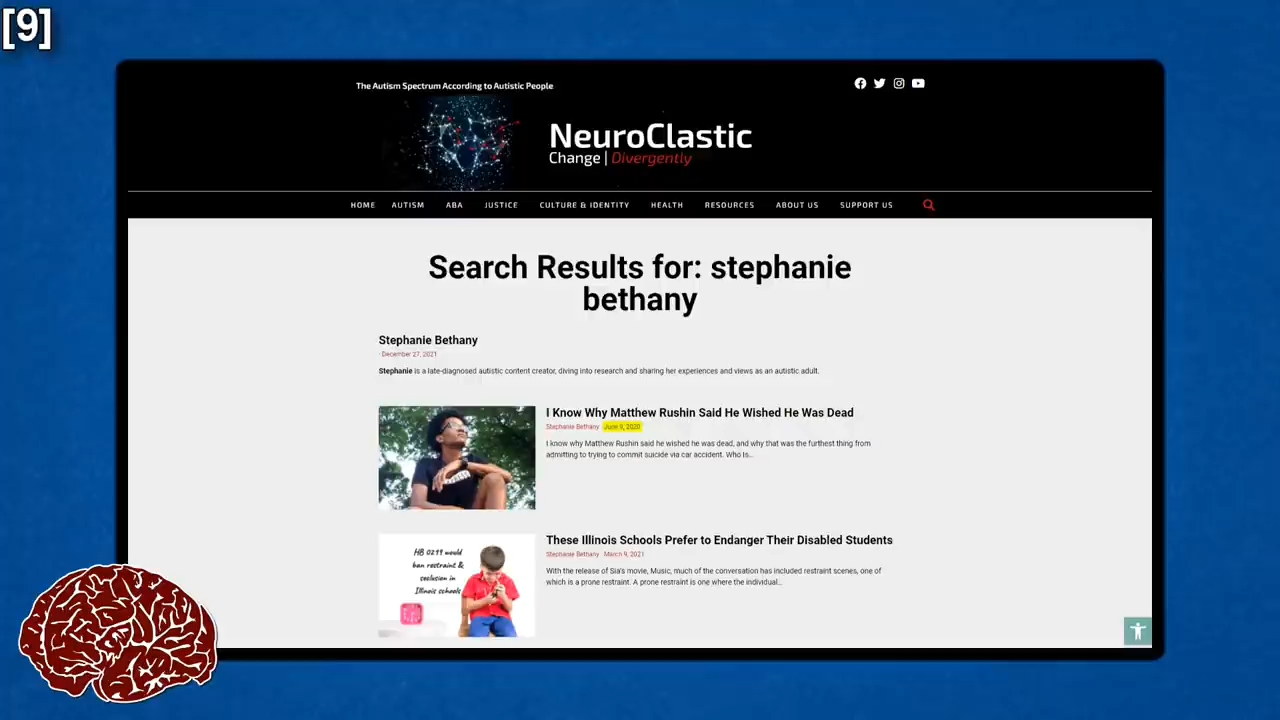 [9]
The Autism Spectrum According to Autistic People
NeuroClastic
Change | Divergently
HOME AUTISM ABA JUSTICE CULTURE & IDENTITY HEALTH RESOURCES ABOUT US SUPPORT US
Search Results for: stephanie
bethany
Stephanie Bethany
· December 27, 2021
Stephanie is a late-diagnosed autistic content creator, diving into research and sharing her experiences and views as an autistic adult.
I Know Why Matthew Rushin Said He Wished He Was Dead
Stephanie Bethany June 9, 2020
I know why Matthew Rushin said he wished he was dead, and why that was the furthest thing from
admitting to trying to commit suicide via car accident. Who Is...
HB 0219 would
ban restraint &
seclusion in
Illinois schools
These Illinois Schools Prefer to Endanger Their Disabled Students
Stephanie Bethany March 9, 2021
With the release of Sia's movie, Music, much of the conversation has included restraint scenes, one of
which is a prone restraint. A prone restraint is one where the individual...